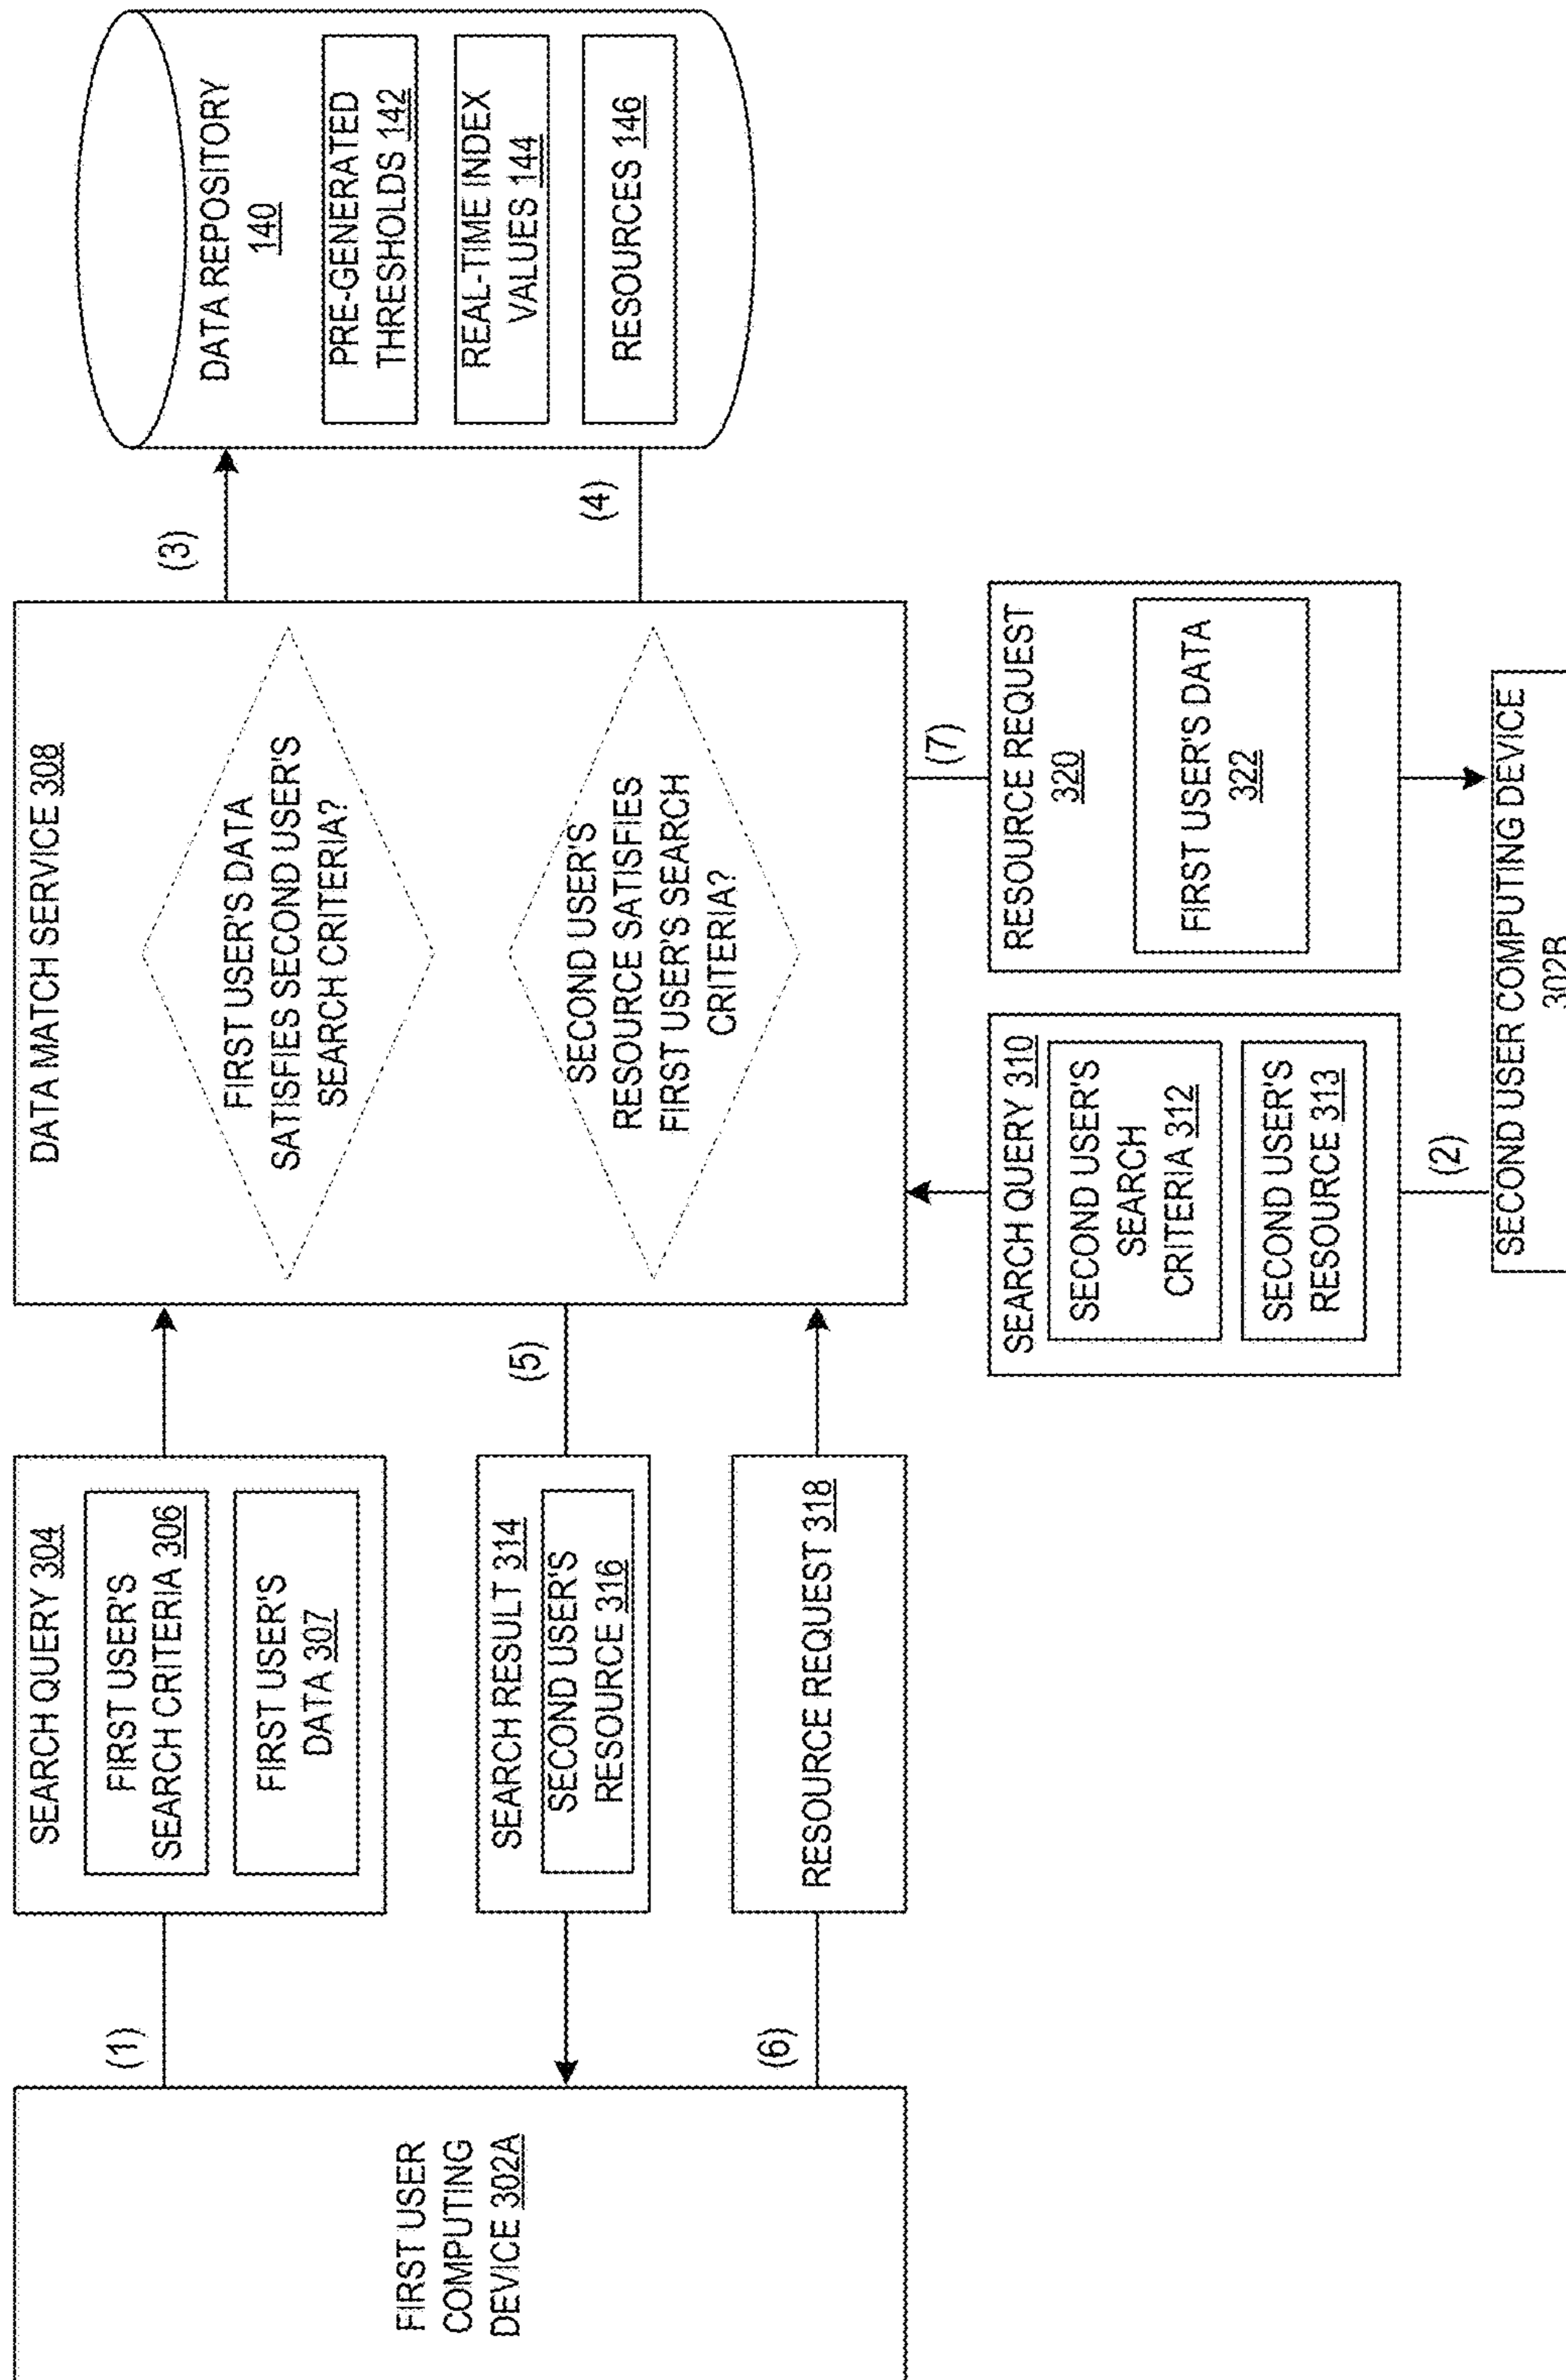 FIRST USER
COMPUTING
DEVICE 302A
(1)
SEARCH QUERY 304
FIRST USER'S
SEARCH CRITERIA 306
FIRST USER'S
DATA 307
(5)
SEARCH RESULT 314
SECOND USER'S
RESOURCE 316
(6)
RESOURCE REQUEST 318
DATA MATCH SERVICE 308
FIRST USER'S DATA
SATISFIES SECOND USER'S
SEARCH CRITERIA?
SECOND USER'S
RESOURCE SATISFIES
FIRST USER'S SEARCH
CRITERIA?
(3)
(4)
DATA REPOSITORY
140
PRE-GENERATED
THRESHOLDS 142
REAL-TIME INDEX
VALUES 144
RESOURCES 146
SEARCH QUERY 310
SECOND USER'S
SEARCH
CRITERIA 312
SECOND USER'S
RESOURCE 313
(2)
(7)
RESOURCE REQUEST
320
FIRST USER'S DATA
322
SECOND USER COMPUTING DEVICE
302B